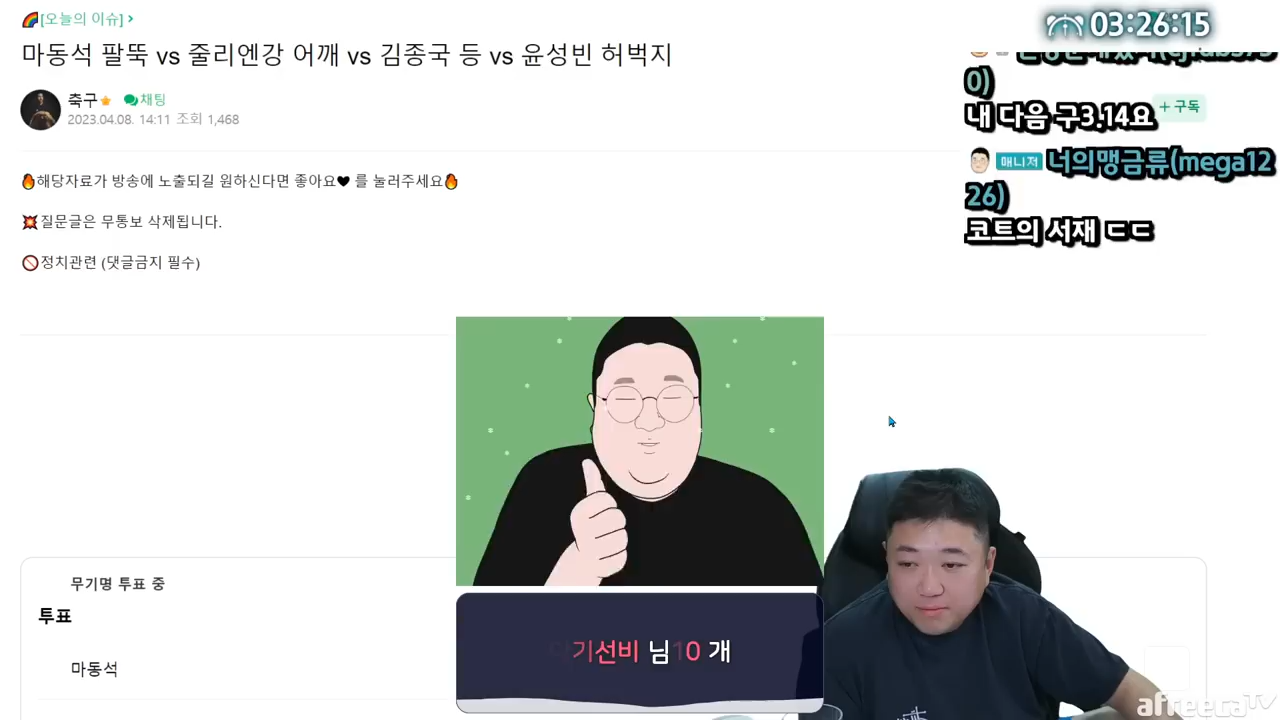 [오늘의 이슈] >
마동석 팔뚝 vs 줄리엔강 어깨 vs 김종국 등 vs 윤성빈 허벅지
축구
채팅
2023.04.08. 14:11 조회 1,468
+ 구독
해당자료가 방송에 노출되길 원하신다면 좋아요♥ 를 눌러주세요
질문글은 무통보 삭제됩니다.
정치관련 (댓글금지 필수)
03:26:15
0)
내 다음 구3.14요
매니저 너의맹금류(mega12
26)
코트의 서재 ㄷㄷ
무기명 투표 중
투표
마동석
기선비 님10 개
afreecaTV